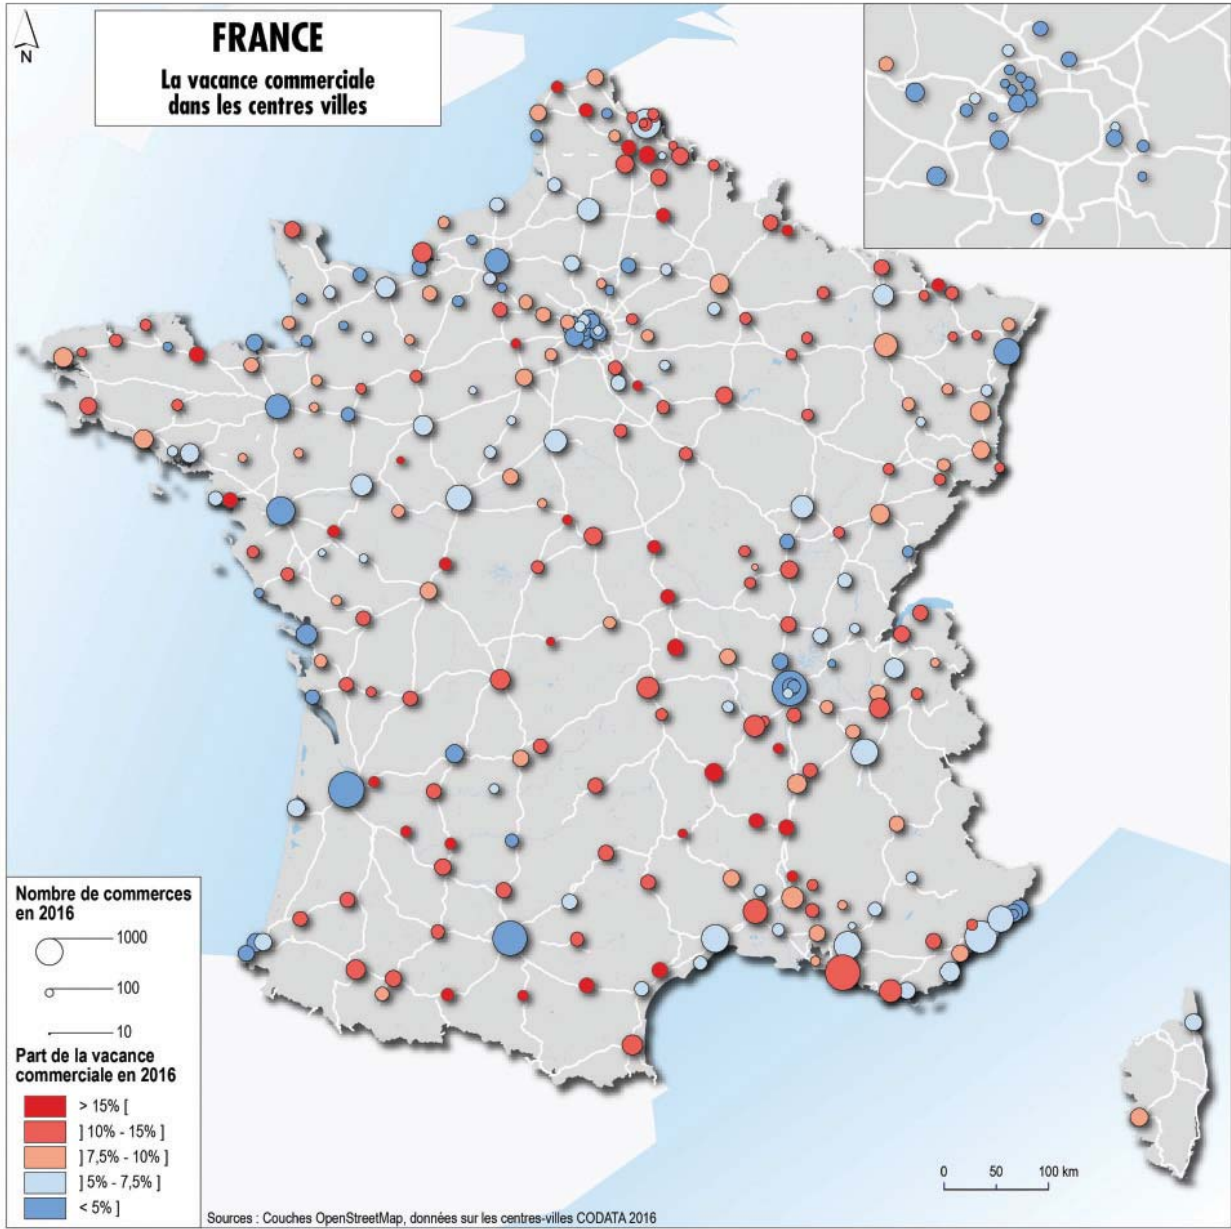 N
FRANCE
La vacance commerciale
dans les centres villes
Nombre de commerces
en 2016
1000
100
10
Part de la vacance
commerciale en 2016
> 15% [
] 10% - 15% ]
] 7,5% - 10% ]
] 5% - 7,5% ]
< 5% ]
0 50 100 km
Sources : Couches OpenStreetMap, données sur les centres-villes CODATA 2016